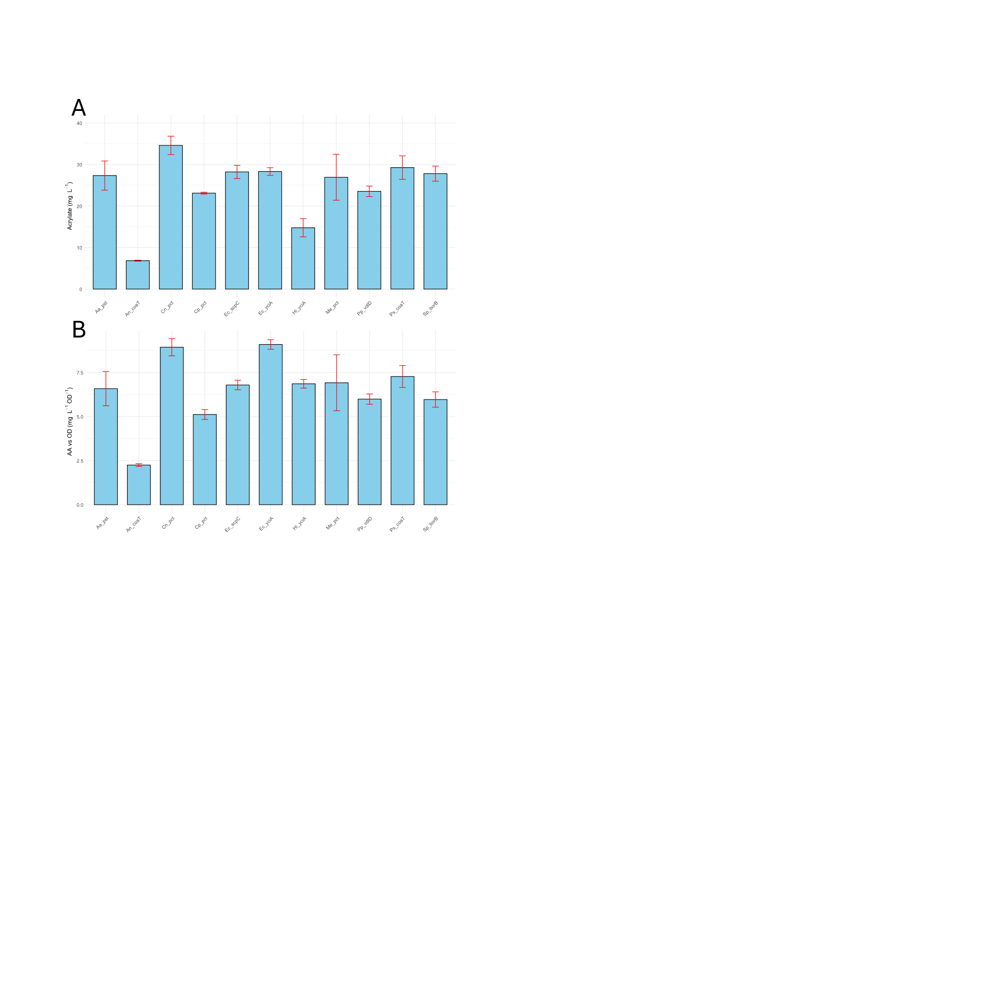 A
40
30
20
10
0
Acrylate (mg L⁻¹)
Aa_pst An_coaT Cn_pct Cp_pct Ec_scpC Ec_yciA Hi_yciA Me_pct Pp_vdlD Ps_coaT Sp_borB
B
7.5
5.0
2.5
0.0
AA vs OD (mg L⁻¹ OD⁻¹)
Aa_pst An_coaT Cn_pct Cp_pct Ec_scpC Ec_yciA Hi_yciA Me_pct Pp_vdlD Ps_coaT Sp_borB